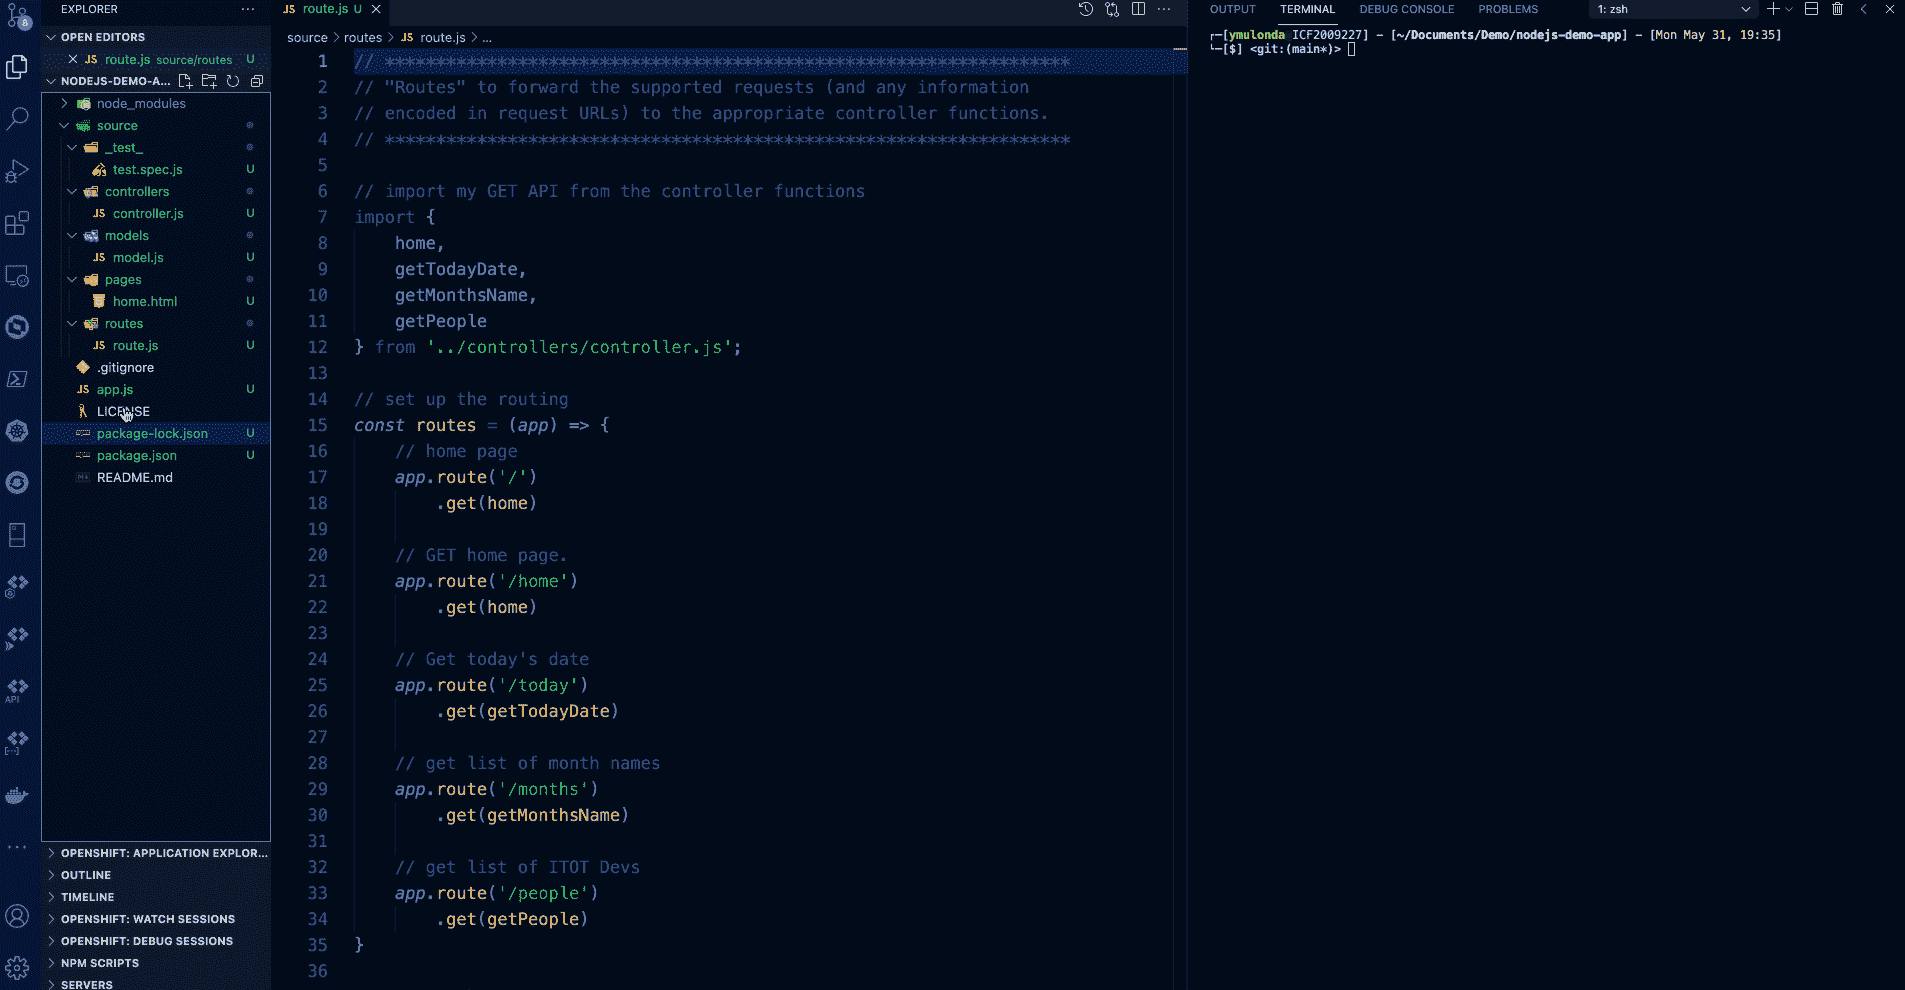 EXPLORER
OPEN EDITORS
JS route.js source/routes U
NODEJS-DEMO-A...
node_modules
source
_test_
test.spec.js U
controllers
JS controller.js U
models
JS model.js U
pages
home.html U
routes
JS route.js U
.gitignore
JS app.js U
LICENSE
package-lock.json U
package.json U
README.md
OPENSHIFT: APPLICATION EXPLOR...
OUTLINE
TIMELINE
OPENSHIFT: WATCH SESSIONS
OPENSHIFT: DEBUG SESSIONS
NPM SCRIPTS
SERVERS
8
API
JS route.js U
source > routes > JS route.js > ...
1 // *******************************************************************
2 // "Routes" to forward the supported requests (and any information
3 // encoded in request URLs) to the appropriate controller functions.
4 // *******************************************************************
5
6 // import my GET API from the controller functions
7 import {
8 home,
9 getTodayDate,
10 getMonthsName,
11 getPeople
12 } from '../controllers/controller.js';
13
14 // set up the routing
15 const routes = (app) => {
16 // home page
17 app.route('/')
18 .get(home)
19
20 // GET home page.
21 app.route('/home')
22 .get(home)
23
24 // Get today's date
25 app.route('/today')
26 .get(getTodayDate)
27
28 // get list of month names
29 app.route('/months')
30 .get(getMonthsName)
31
32 // get list of ITOT Devs
33 app.route('/people')
34 .get(getPeople)
35 }
36
OUTPUT TERMINAL DEBUG CONSOLE PROBLEMS 1: zsh
┌─[ymulonda ICF2009227] - [~/Documents/Demo/nodejs-demo-app] - [Mon May 31, 19:35]
└─[$] <git:(main*)>